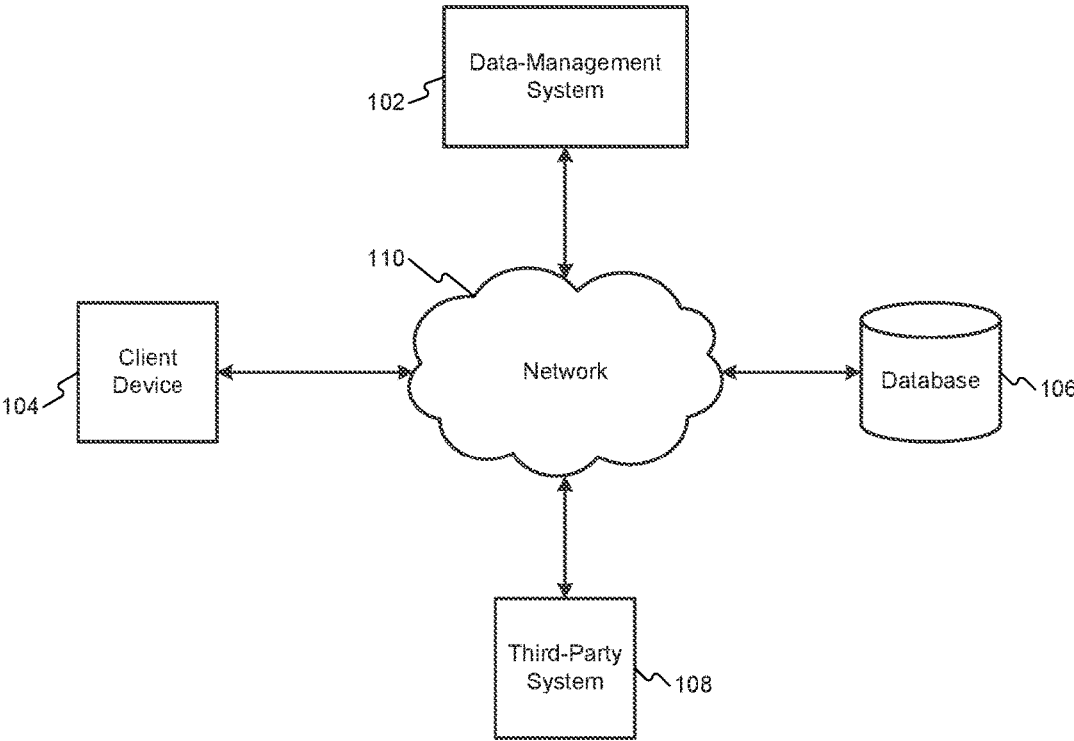 Data-Management
System
102
110
Client
Device
104
Network
Database
106
Third-Party
System
108